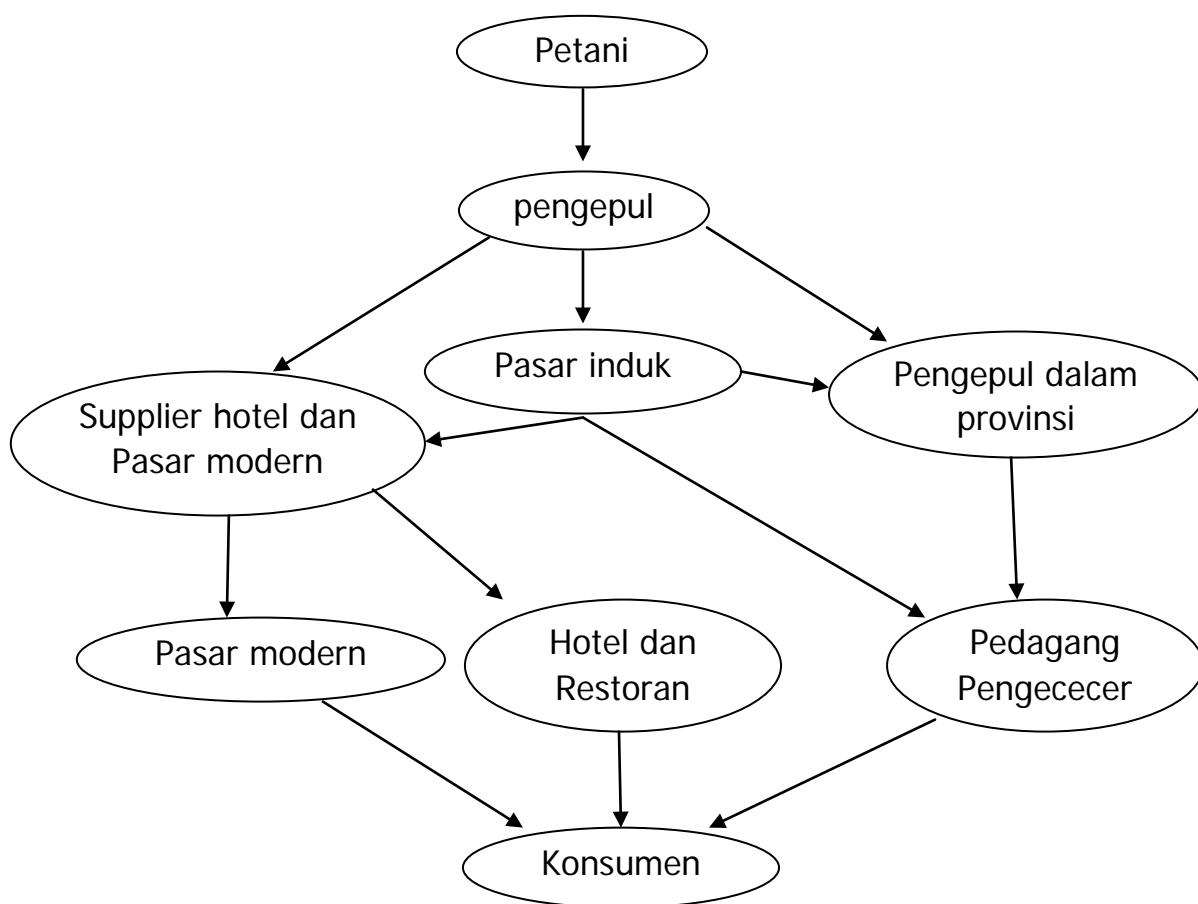 Petani
pengepul
Pasar induk
Pengepul dalam
provinsi
Supplier hotel dan
Pasar modern
Pasar modern
Hotel dan
Restoran
Pedagang
Pengececer
Konsumen